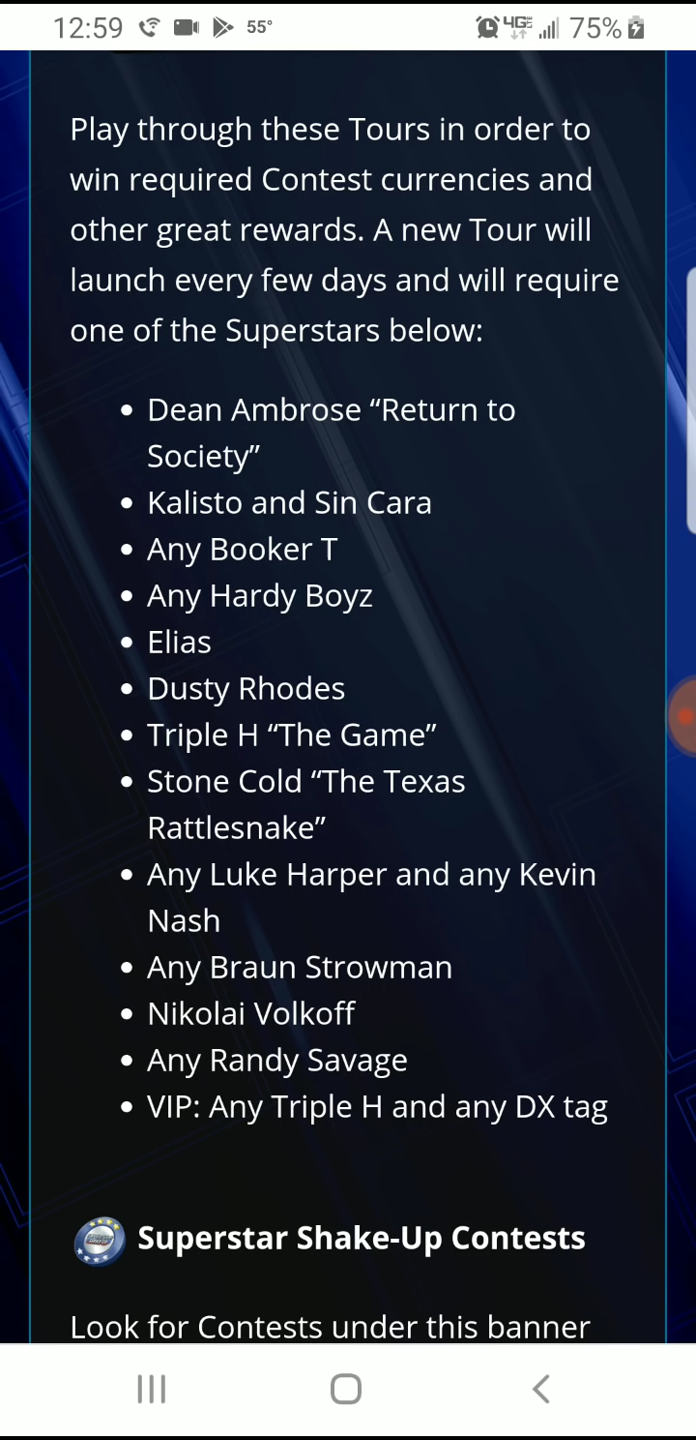 12:59 55° 4GE 75%
Play through these Tours in order to
win required Contest currencies and
other great rewards. A new Tour will
launch every few days and will require
one of the Superstars below:
• Dean Ambrose “Return to
Society”
• Kalisto and Sin Cara
• Any Booker T
• Any Hardy Boyz
• Elias
• Dusty Rhodes
• Triple H “The Game”
• Stone Cold “The Texas
Rattlesnake”
• Any Luke Harper and any Kevin
Nash
• Any Braun Strowman
• Nikolai Volkoff
• Any Randy Savage
• VIP: Any Triple H and any DX tag
Superstar Shake-Up Contests
Look for Contests under this banner